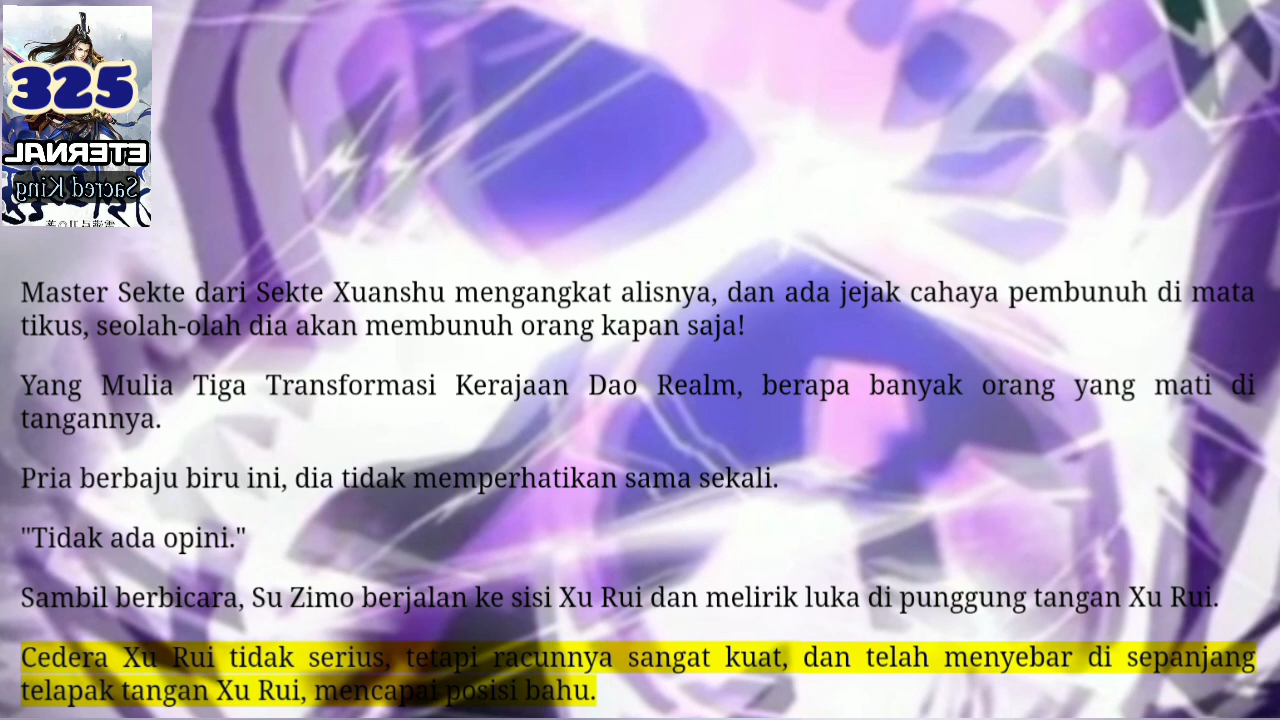 325
ETERNAL
Sacred King
Master Sekte dari Sekte Xuanshu mengangkat alisnya, dan ada jejak cahaya pembunuh di mata
tikus, seolah-olah dia akan membunuh orang kapan saja!
Yang Mulia Tiga Transformasi Kerajaan Dao Realm, berapa banyak orang yang mati di
tangannya.
Pria berbaju biru ini, dia tidak memperhatikan sama sekali.
"Tidak ada opini."
Sambil berbicara, Su Zimo berjalan ke sisi Xu Rui dan melirik luka di punggung tangan Xu Rui.
Cedera Xu Rui tidak serius, tetapi racunnya sangat kuat, dan telah menyebar di sepanjang
telapak tangan Xu Rui, mencapai posisi bahu.